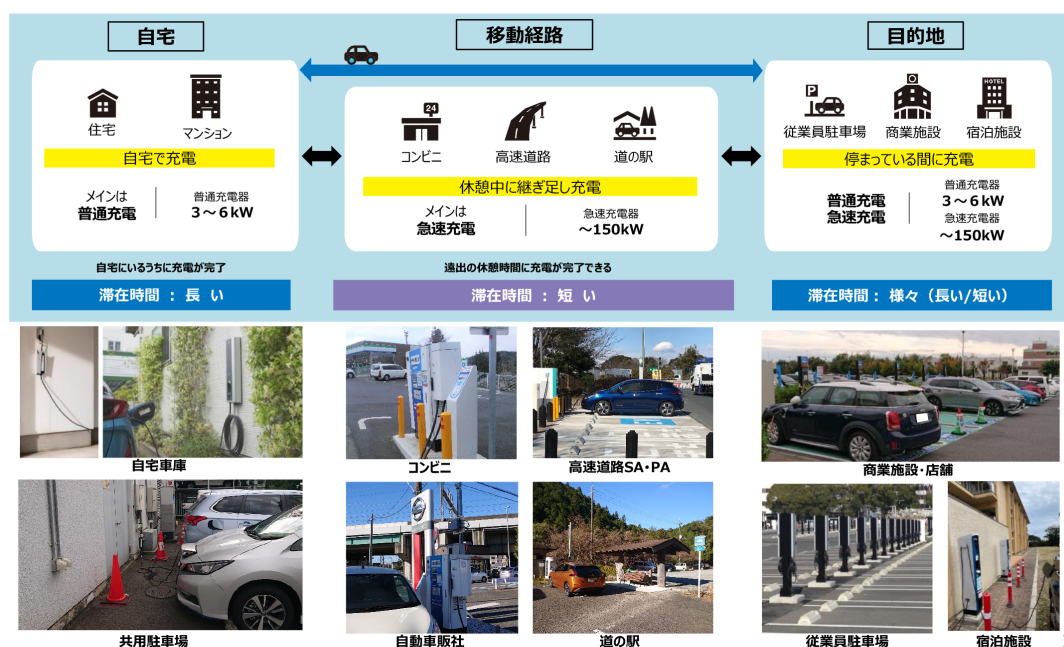 自宅
移動経路
目的地
住宅
マンション
自宅で充電
メインは
普通充電
普通充電器
3～6kW
自宅にいるうちに充電が完了
滞在時間 : 長 い
24
コンビニ
高速道路
道の駅
休憩中に継ぎ足し充電
メインは
急速充電
急速充電器
～150kW
遠出の休憩時間に充電が完了できる
滞在時間 : 短 い
P
HOTEL
従業員駐車場
商業施設
宿泊施設
停まっている間に充電
普通充電
急速充電
普通充電器
3～6kW
急速充電器
～150kW
滞在時間: 様々（長い/短い）
自宅車庫
コンビニ
高速道路SA・PA
商業施設・店舗
共用駐車場
自動車販社
道の駅
従業員駐車場
宿泊施設